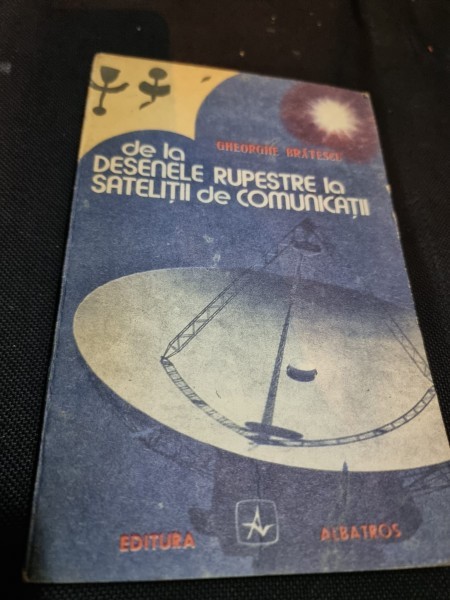 GHEORGHE BRĂTESCU
de la
DESENELE RUPESTRE la
SATELIȚII de COMUNICAȚII
EDITURA ALBATROS